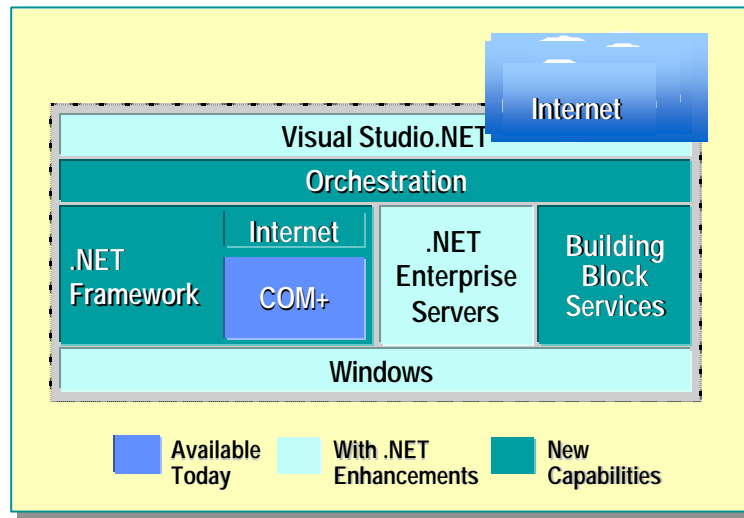 Internet
Visual Studio.NET
Orchestration
.NET
Framework
Internet
COM+
.NET
Enterprise
Servers
Building
Block
Services
Windows
Available
Today
With .NET
Enhancements
New
Capabilities